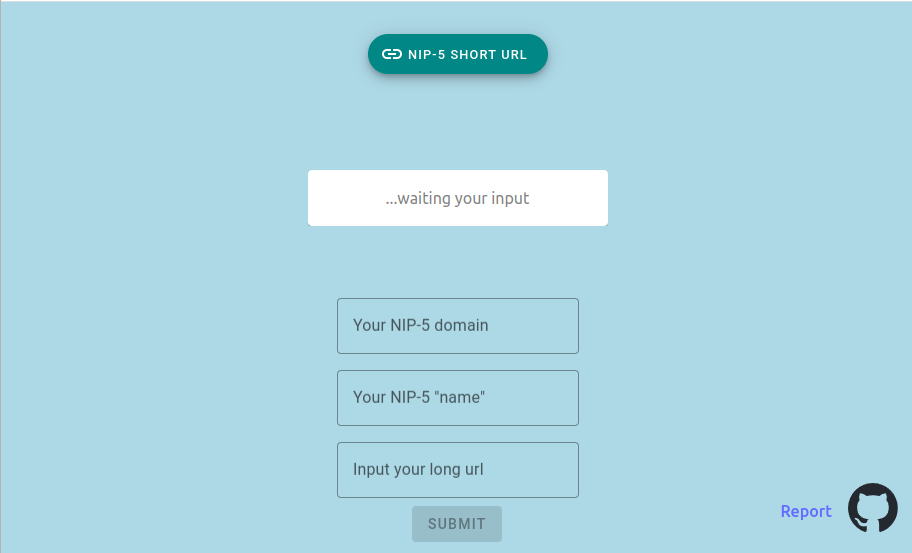 NIP-5 SHORT URL
...waiting your input
Your NIP-5 domain
Your NIP-5 "name"
Input your long url
SUBMIT
Report